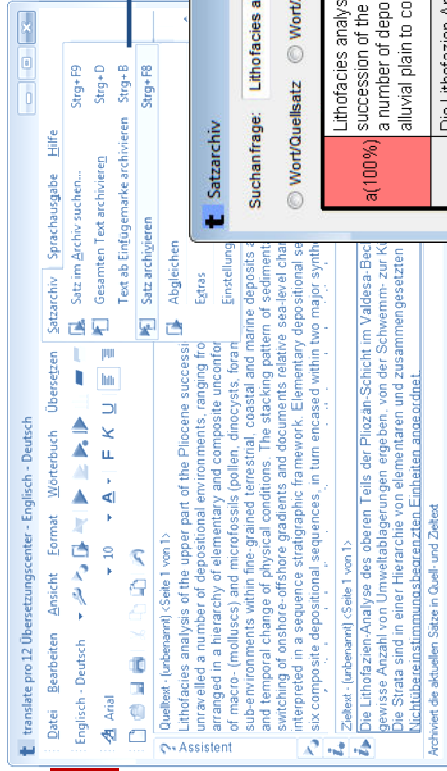 translate pro 12 Übersetzungscenter - Englisch - Deutsch
Datei Bearbeiten Ansicht Format Wörterbuch Übersetzen Satzarchiv Sprachausgabe Hilfe
Englisch - Deutsch
Arial 10 A F K U
Satz im Archiv suchen... Strg+F9
Gesamten Text archivieren Strg+D
Text ab Einfügemarke archivieren Strg+B
Satz archivieren Strg+F8
Abgleichen
Extras
Einstellung
Assistent
Quelltext - [unbenannt] <Seite 1 von 1>
Lithofacies analysis of the upper part of the Pliocene successi
unravelled a number of depositional environments, ranging fro
arranged in a hierarchy of elementary and composite unconfor
of macro- (molluscs) and microfossils (pollen, dinocysts, foran
sub-environments within fine-grained terrestrial, coastal and marine deposits a
and temporal change of physical conditions. The stacking pattern of sediment
switching of onshore-offshore gradients and documents relative sea-level chan
interpreted in a sequence stratigraphic framework. Elementary depositional se
six composite depositional sequences, in turn encased within two major synthe
Zieltext - [unbenannt] <Seite 1 von 1>
Die Lithofazien-Analyse des oberen Teils der Pliozän-Schicht im Valdesa-Bec
gewisse Anzahl von Umweltablagerungen ergeben, von der Schwemm- zur Kü
Die Strata sind in einer Hierarchie von elementaren und zusammengesetzten
Nichtübereinstimmungsbegrenzten Einheiten angeordnet.
Archiviert die aktuellen Sätze in Quell- und Zieltext
Satzarchiv
Suchanfrage: Lithofacies a
Wort/Quellsatz Wort/
a(100%) Lithofacies analys
succession of the
a number of depo
alluvial plain to co
Die Lithofazien-An